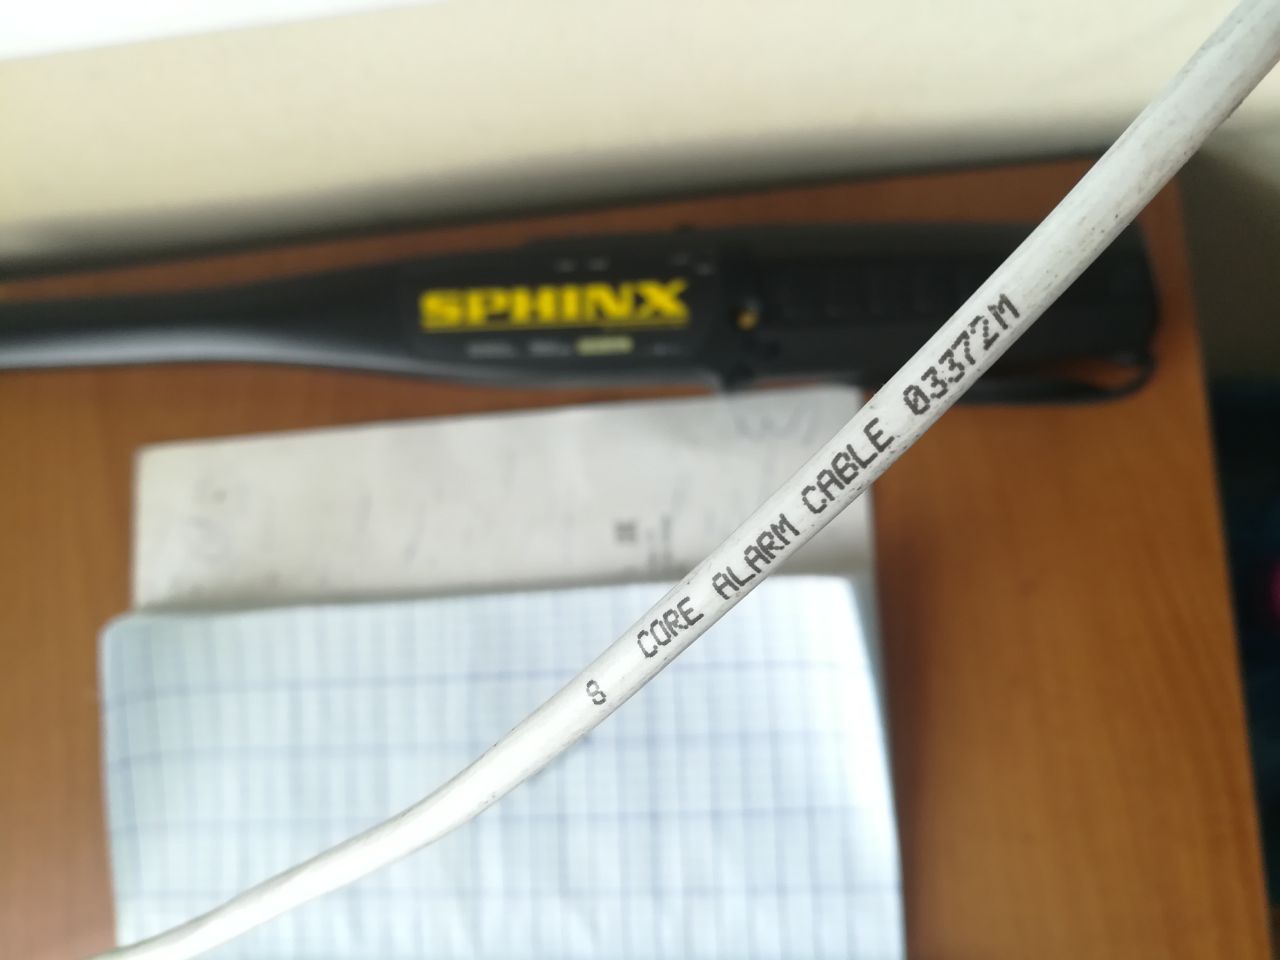 SPHINX
8 CORE ALARM CABLE 03372M